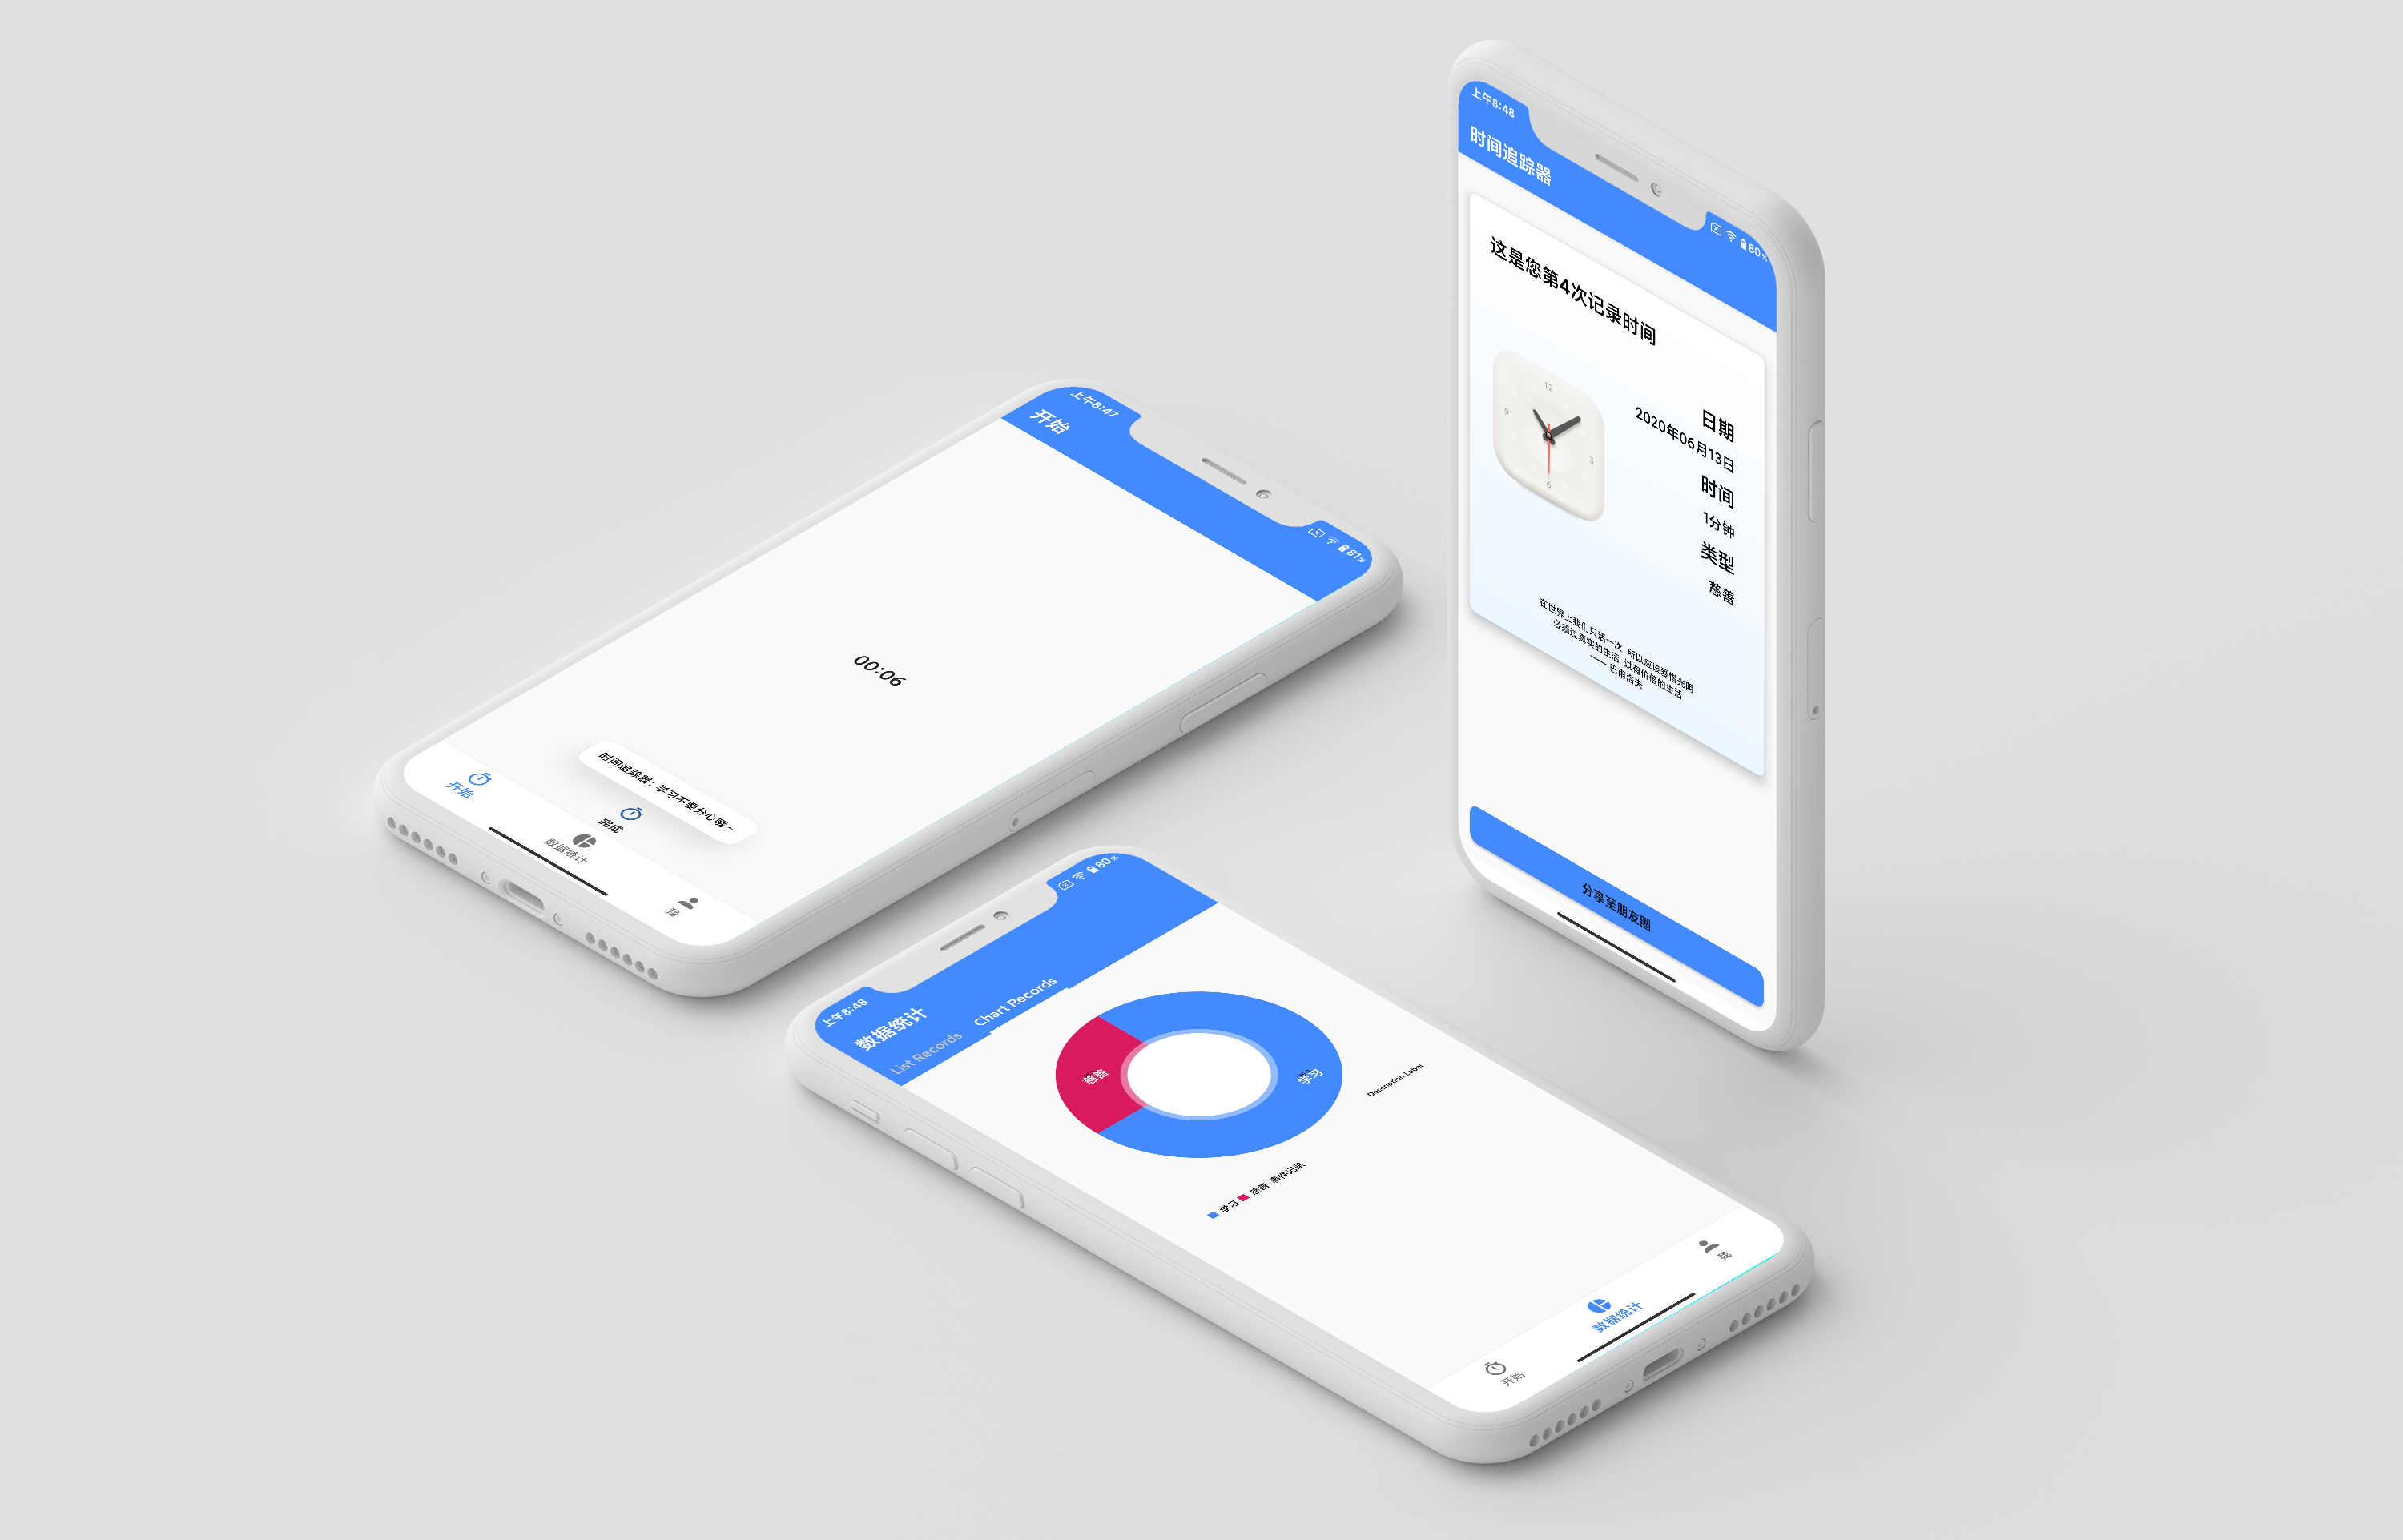 上午8:47
81%
开始
00:06
时间追踪器：学习不要分心哦~
完成
开始
数据统计
我
上午8:48
80%
时间追踪器
这是您第4次记录时间
12
3
6
9
日期
2020年06月13日
时间
1分钟
类型
慈善
在世界上我们只活一次 所以应该爱惜光阴
必须过真实的生活 过有价值的生活
—— 巴甫洛夫
分享至朋友圈
上午8:48
80%
数据统计
List Records
Chart Records
慈善
学习
Description Label
学习 慈善 事件记录
开始
数据统计
我